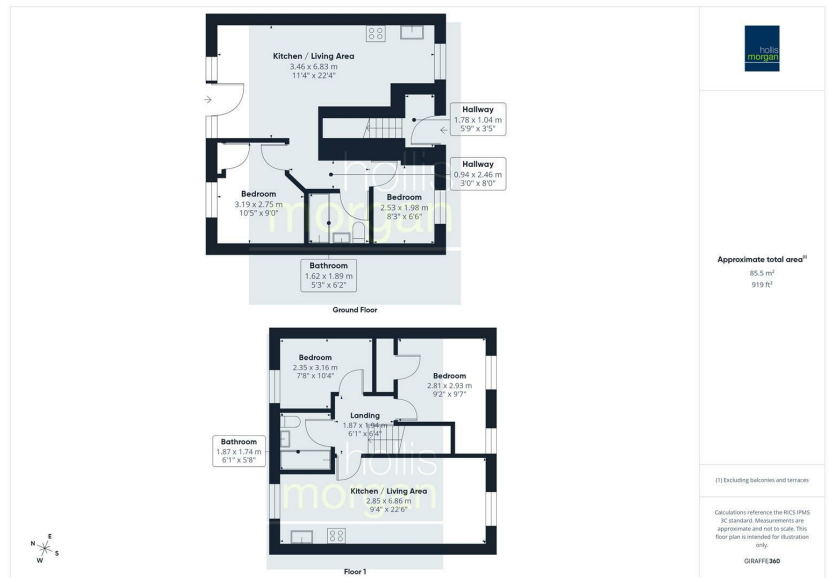 Kitchen / Living Area
3.46 x 6.83 m
11'4" x 22'4"
Hallway
1.78 x 1.04 m
5'9" x 3'5"
Hallway
0.94 x 2.46 m
3'0" x 8'0"
Bedroom
3.19 x 2.75 m
10'5" x 9'0"
Bedroom
2.53 x 1.98 m
8'3" x 6'6"
hollis
morgan
Bathroom
1.62 x 1.89 m
5'3" x 6'2"
Ground Floor
Bedroom
2.35 x 3.16 m
7'8" x 10'4"
Bedroom
2.81 x 2.93 m
9'2" x 9'7"
Landing
1.87 x 1.94 m
6'1" x 6'4"
Bathroom
1.87 x 1.74 m
6'1" x 5'8"
hollis
morgan
Kitchen / Living Area
2.85 x 6.86 m
9'4" x 22'6"
Floor 1
N
E
S
W
hollis
morgan
Approximate total area(1)
85.5 m²
919 ft²
(1) Excluding balconies and terraces
Calculations reference the RICS IPMS
3C standard. Measurements are
approximate and not to scale. This
floor plan is intended for illustration
only.
GIRAFFE360